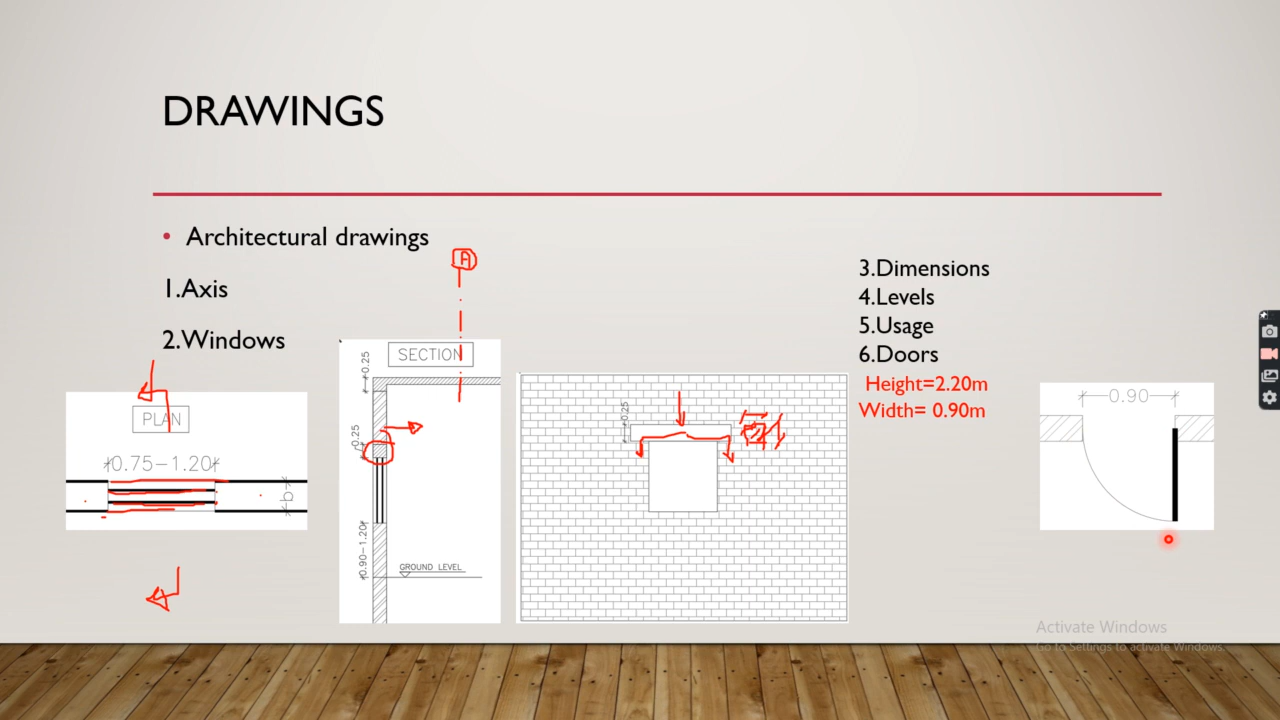 DRAWINGS
• Architectural drawings
1.Axis
2.Windows
A
PLAN
0.75-1.20
b
SECTION
0.25
0.25
0.90-1.20
GROUND LEVEL
0.25
3.Dimensions
4.Levels
5.Usage
6.Doors
Height=2.20m
Width= 0.90m
0.90
Activate Windows
Go to Settings to activate Windows.